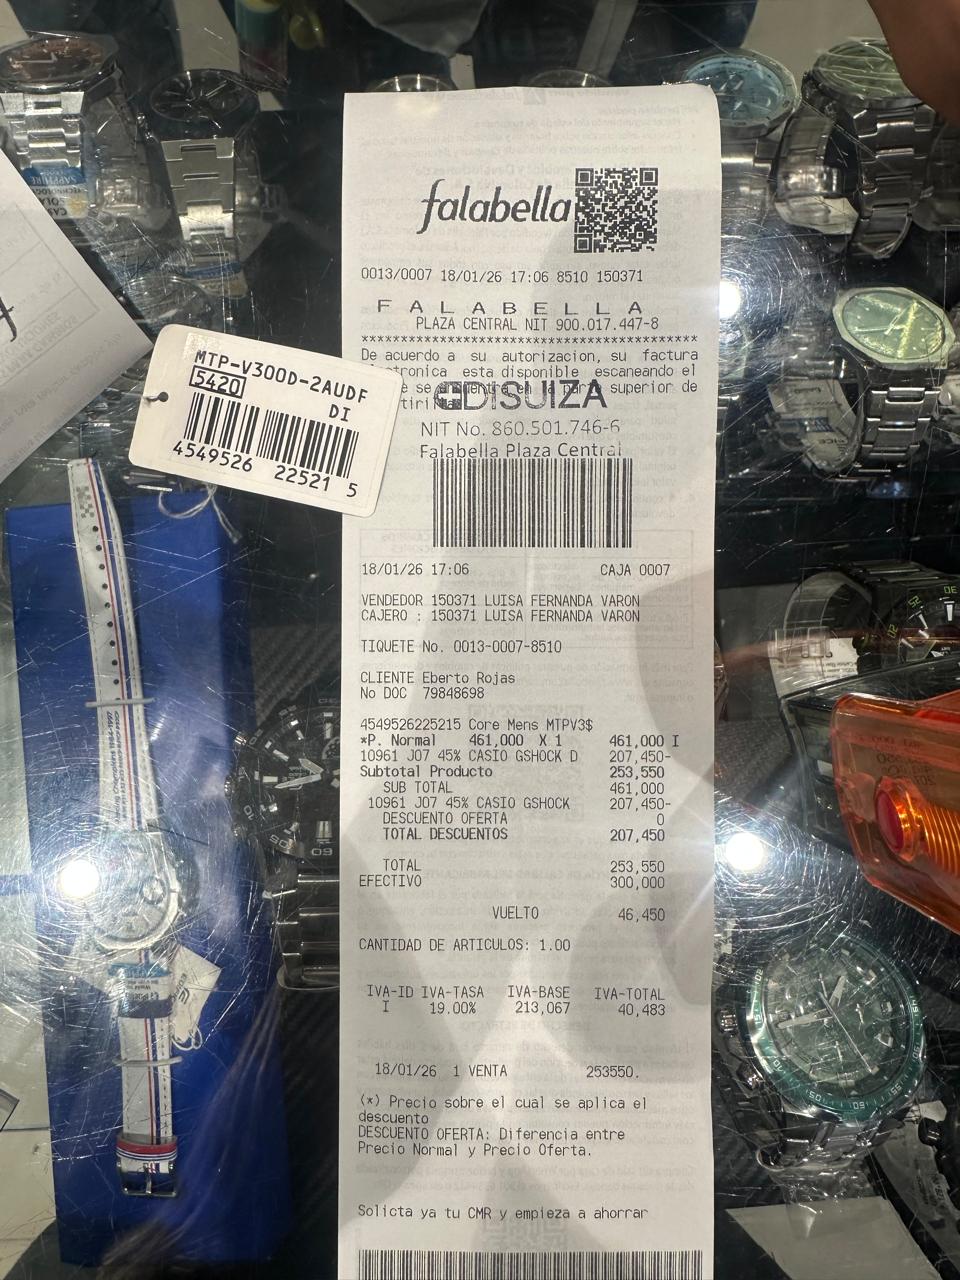 falabella
0013/0007 18/01/26 17:06 8510 150371
F A L A B E L L A
PLAZA CENTRAL NIT 900.017.447-8
****************************************
De acuerdo a su autorizacion, su factura
esta disponible escaneando el
en la parte superior de
DISUIZA
NIT No. 860.501.746-6
Falabella Plaza Central
18/01/26 17:06 CAJA 0007
VENDEDOR 150371 LUISA FERNANDA VARON
CAJERO : 150371 LUISA FERNANDA VARON
TIQUETE No. 0013-0007-8510
CLIENTE Eberto Rojas
No DOC 79848698
4549526225215 Core Mens MTPV3$
*P. Normal 461,000 X 1 461,000 I
10961 J07 45% CASIO GSHOCK D 207,450-
Subtotal Producto 253,550
SUB TOTAL 461,000
10961 J07 45% CASIO GSHOCK 207,450-
DESCUENTO OFERTA 0
TOTAL DESCUENTOS 207,450
TOTAL 253,550
EFECTIVO 300,000
VUELTO 46,450
CANTIDAD DE ARTICULOS: 1.00
IVA-ID IVA-TASA IVA-BASE IVA-TOTAL
I 19.00% 213,067 40,483
18/01/26 1 VENTA 253550.
(*) Precio sobre el cual se aplica el
descuento
DESCUENTO OFERTA: Diferencia entre
Precio Normal y Precio Oferta.
Solicta ya tu CMR y empieza a ahorrar
MTP-V300D-2AUDF
5420 DI
4549526 22521 5
SAPPHIRE